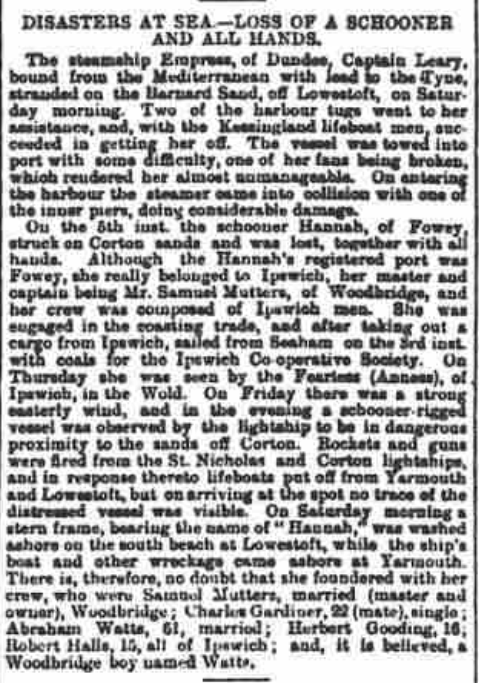 DISASTERS AT SEA.—LOSS OF A SCHOONER
AND ALL HANDS.
The steamship Empress, of Dundee, Captain Leary,
bound from the Mediterranean with lead to the Tyne,
stranded on the Barnard Sand, off Lowestoft, on Satur-
day morning. Two of the harbour tugs went to her
assistance, and, with the Kessingland lifeboat men, suc-
ceeded in getting her off. The vessel was towed into
port with some difficulty, one of her fans being broken,
which rendered her almost unmanageable. On entering
the harbour the steamer came into collision with one of
the inner piers, doing considerable damage.
On the 5th inst. the schooner Hannah, of Fowey,
struck on Corton sands and was lost, together with all
hands. Although the Hannah's registered port was
Fowey, she really belonged to Ipswich, her master and
captain being Mr. Samuel Mutters, of Woodbridge, and
her crew was composed of Ipswich men. She was
engaged in the coasting trade, and after taking out a
cargo from Ipswich, sailed from Seaham on the 3rd inst.
with coals for the Ipswich Co-operative Society. On
Thursday she was seen by the Fearless (Anness), of
Ipswich, in the Wold. On Friday there was a strong
easterly wind, and in the evening a schooner-rigged
vessel was observed by the lightship to be in dangerous
proximity to the sands off Corton. Rockets and guns
were fired from the St. Nicholas and Corton lightships,
and in response thereto lifeboats put off from Yarmouth
and Lowestoft, but on arriving at the spot no trace of the
distressed vessel was visible. On Saturday morning a
stern frame, bearing the name of "Hannah," was washed
ashore on the south beach at Lowestoft, while the ship's
boat and other wreckage came ashore at Yarmouth.
There is, therefore, no doubt that she foundered with her
crew, who were Samuel Mutters, married (master and
owner), Woodbridge; Charles Gardiner, 22 (mate), single;
Abraham Watts, 61, married; Herbert Gooding, 16;
Robert Halls, 15, all of Ipswich; and, it is believed, a
Woodbridge boy named Watts.